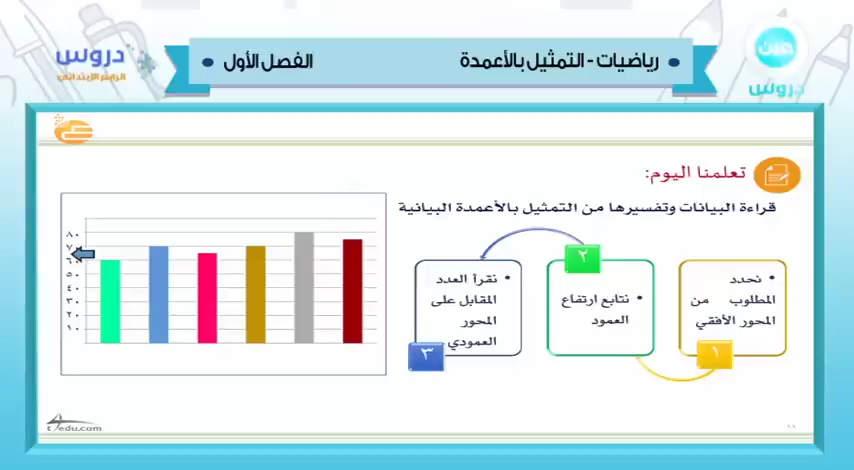 رياضيات - التمثيل بالأعمدة
الفصل الأول
عين
دروس
دروس
الرابع الابتدائي
تعلمنا اليوم:
قراءة البيانات وتفسيرها من التمثيل بالأعمدة البيانية
١
• نحدد
المطلوب من
المحور الأفقي
٢
• نتابع ارتفاع
العمود
٣
• نقرأ العدد
المقابل على
المحور
العمودي
٨٠
٦٠
٥٠
٤٠
٣٠
٢٠
١٠
t4edu.com